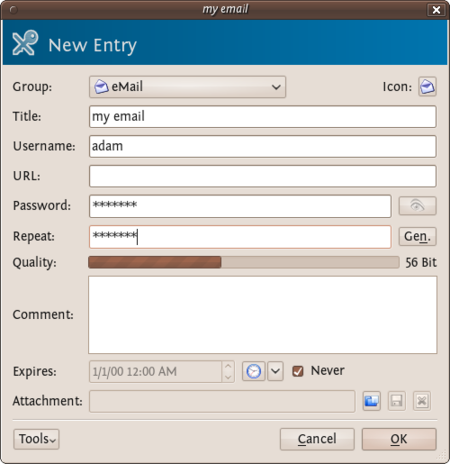 my email
New Entry
Group: eMail Icon:
Title: my email
Username: adam
URL:
Password: *******
Repeat: ******* Gen.
Quality: 56 Bit
Comment:
Expires: 1/1/00 12:00 AM Never
Attachment:
Tools Cancel OK